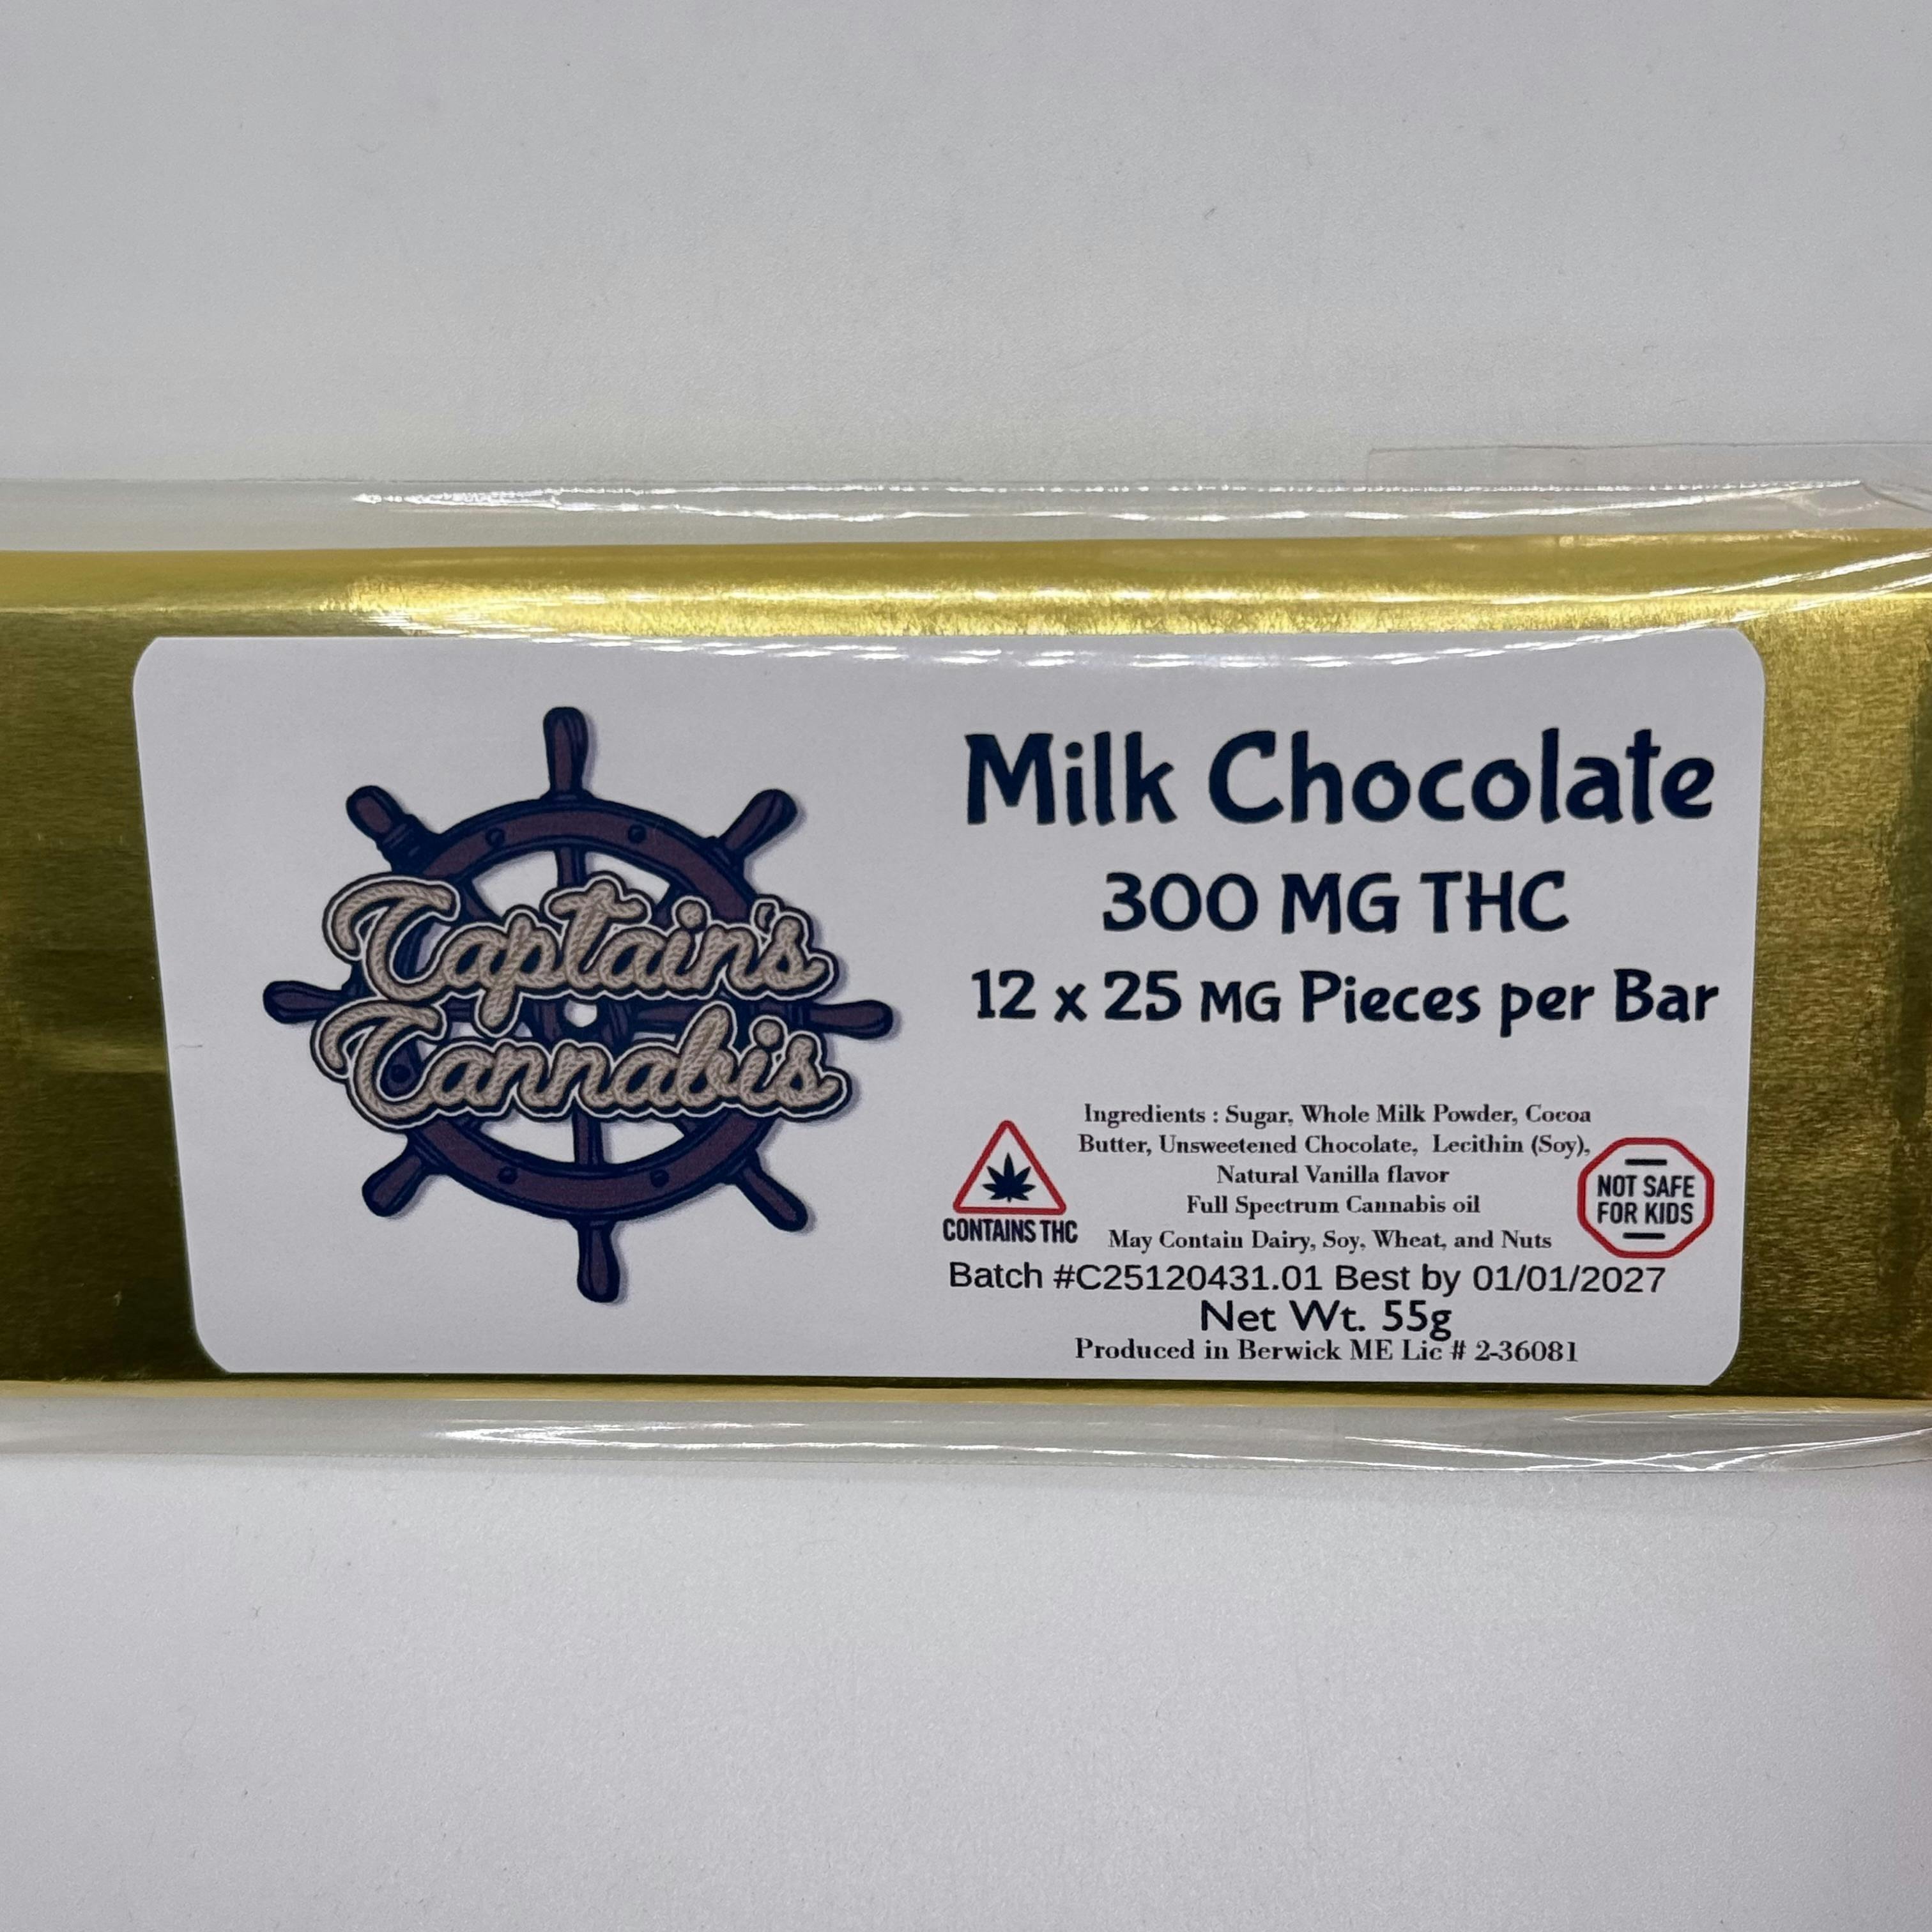 Captain's
Cannabis
Milk Chocolate
300 MG THC
12 x 25 MG Pieces per Bar
Ingredients : Sugar, Whole Milk Powder, Cocoa
Butter, Unsweetened Chocolate, Lecithin (Soy),
Natural Vanilla flavor
Full Spectrum Cannabis oil
May Contain Dairy, Soy, Wheat, and Nuts
CONTAINS THC
NOT SAFE
FOR KIDS
Batch #C25120431.01 Best by 01/01/2027
Net Wt. 55g
Produced in Berwick ME Lic # 2-36081